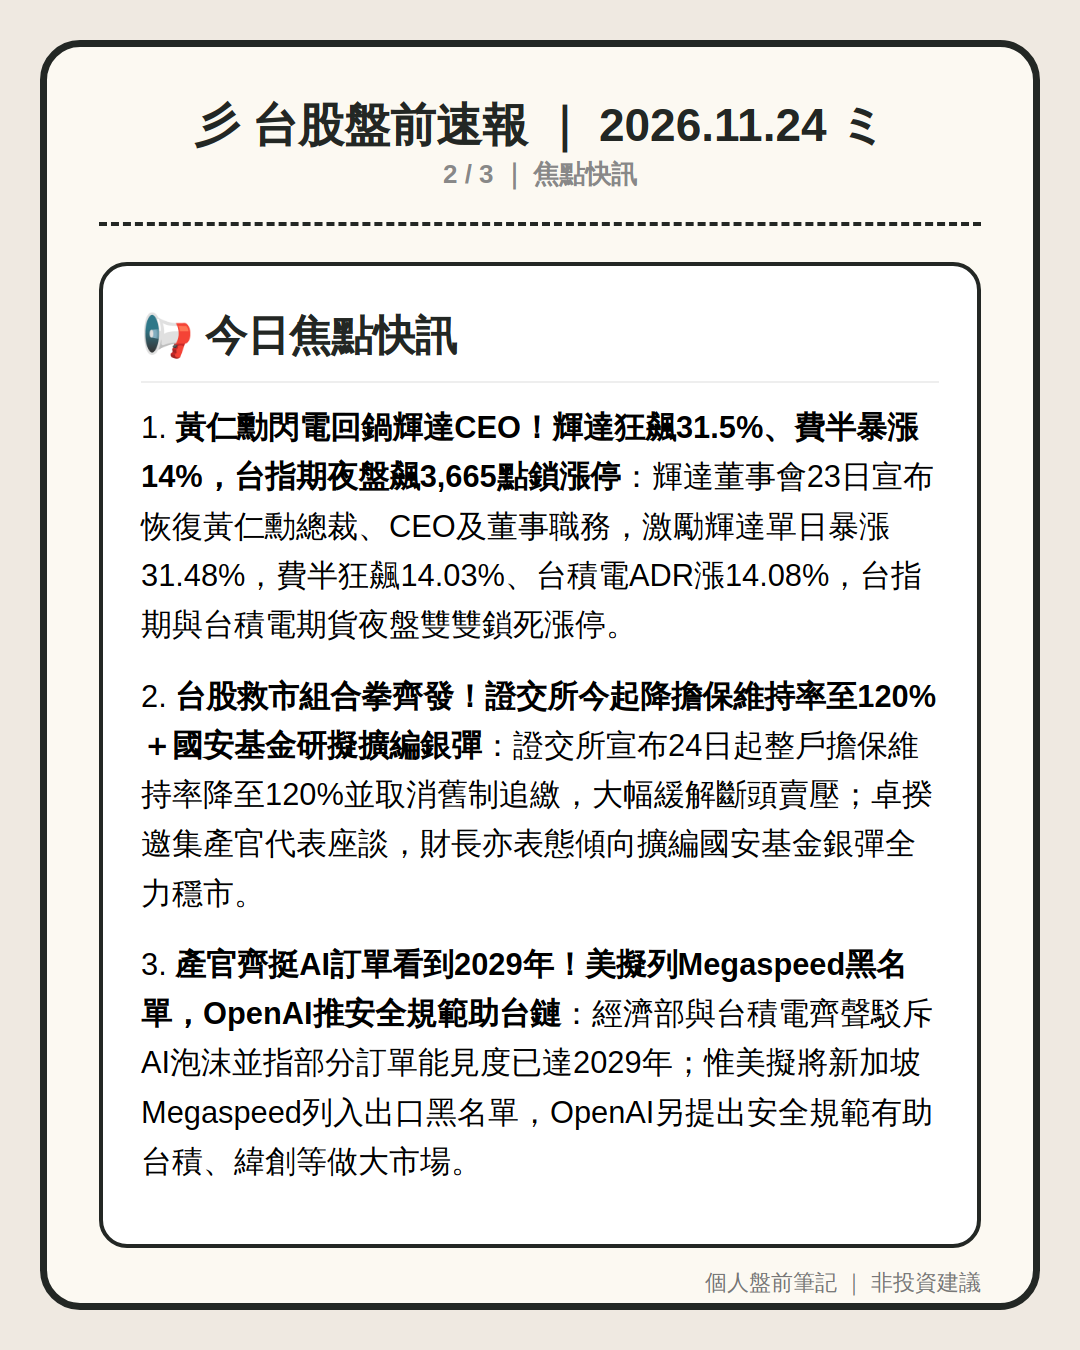 彡 台股盤前速報 ｜ 2026.11.24 ミ
2 / 3 ｜ 焦點快訊
今日焦點快訊
1. 黃仁勳閃電回鍋輝達CEO！輝達狂飆31.5%、費半暴漲
14%，台指期夜盤飆3,665點鎖漲停：輝達董事會23日宣布
恢復黃仁勳總裁、CEO及董事職務，激勵輝達單日暴漲
31.48%，費半狂飆14.03%、台積電ADR漲14.08%，台指
期與台積電期貨夜盤雙雙鎖死漲停。
2. 台股救市組合拳齊發！證交所今起降擔保維持率至120%
＋國安基金研擬擴編銀彈：證交所宣布24日起整戶擔保維
持率降至120%並取消舊制追繳，大幅緩解斷頭賣壓；卓揆
邀集產官代表座談，財長亦表態傾向擴編國安基金銀彈全
力穩市。
3. 產官齊挺AI訂單看到2029年！美擬列Megaspeed黑名
單，OpenAI推安全規範助台鏈：經濟部與台積電齊聲駁斥
AI泡沫並指部分訂單能見度已達2029年；惟美擬將新加坡
Megaspeed列入出口黑名單，OpenAI另提出安全規範有助
台積、緯創等做大市場。
個人盤前筆記 ｜ 非投資建議